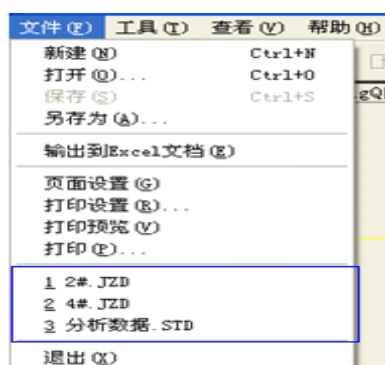 文件(F) 工具(T) 查看(V) 帮助(H)
新建(N) Ctrl+N
打开(O)... Ctrl+O
保存(S) Ctrl+S
另存为(A)...
输出到Excel文档(E)
页面设置(G)
打印设置(R)...
打印预览(V)
打印(P)...
1 2#.JZD
2 4#.JZD
3 分析数据.STD
退出(X)